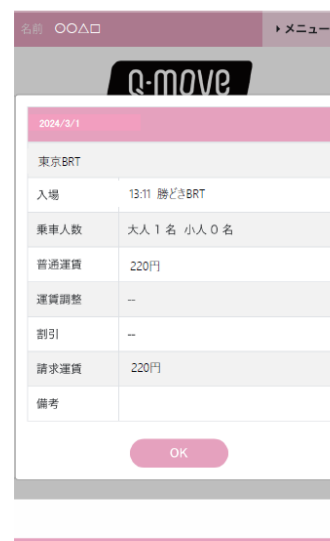 名前 〇〇△□ ▸メニュー
Q-move
2024/3/1
東京BRT
入場 13:11 勝どきBRT
乗車人数 大人 1 名 小人 0 名
普通運賃 220円
運賃調整 --
割引 --
請求運賃 220円
備考
OK